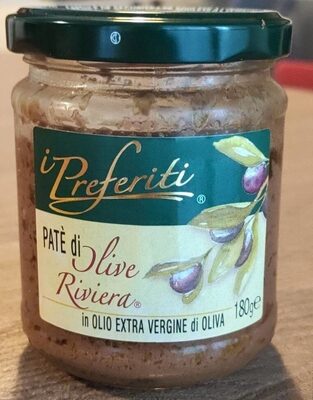 i Preferiti®
PATÈ di
Olive
Riviera®
180g℮
in OLIO EXTRA VERGINE di OLIVA